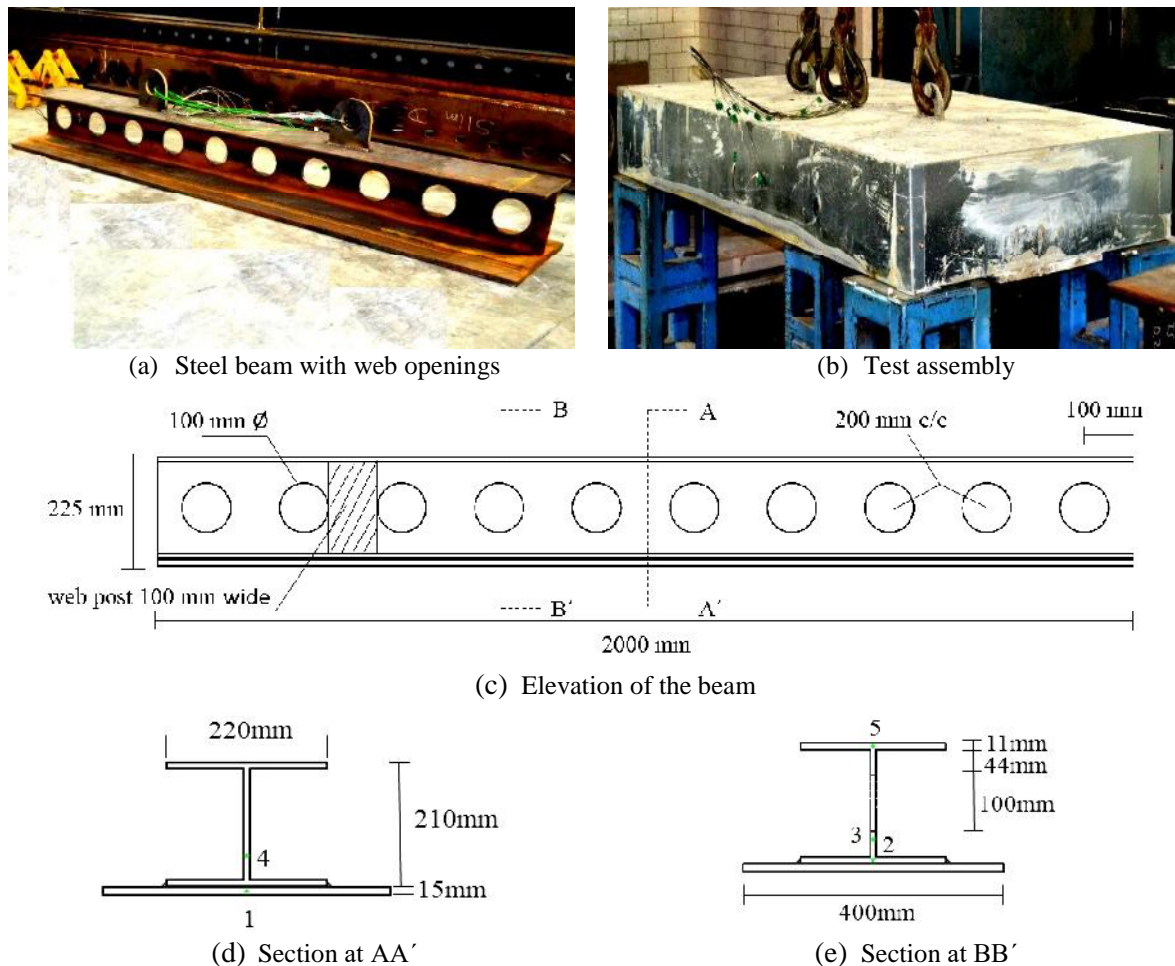 SLIM D
(a) Steel beam with web openings
(b) Test assembly
B
A
100 mm
100 mm Ø
200 mm c/c
225 mm
web post 100 mm wide
B´
A´
2000 mm
(c) Elevation of the beam
220mm
5
11mm
44mm
210mm
100mm
4
3
2
15mm
1
400mm
(d) Section at AA´
(e) Section at BB´